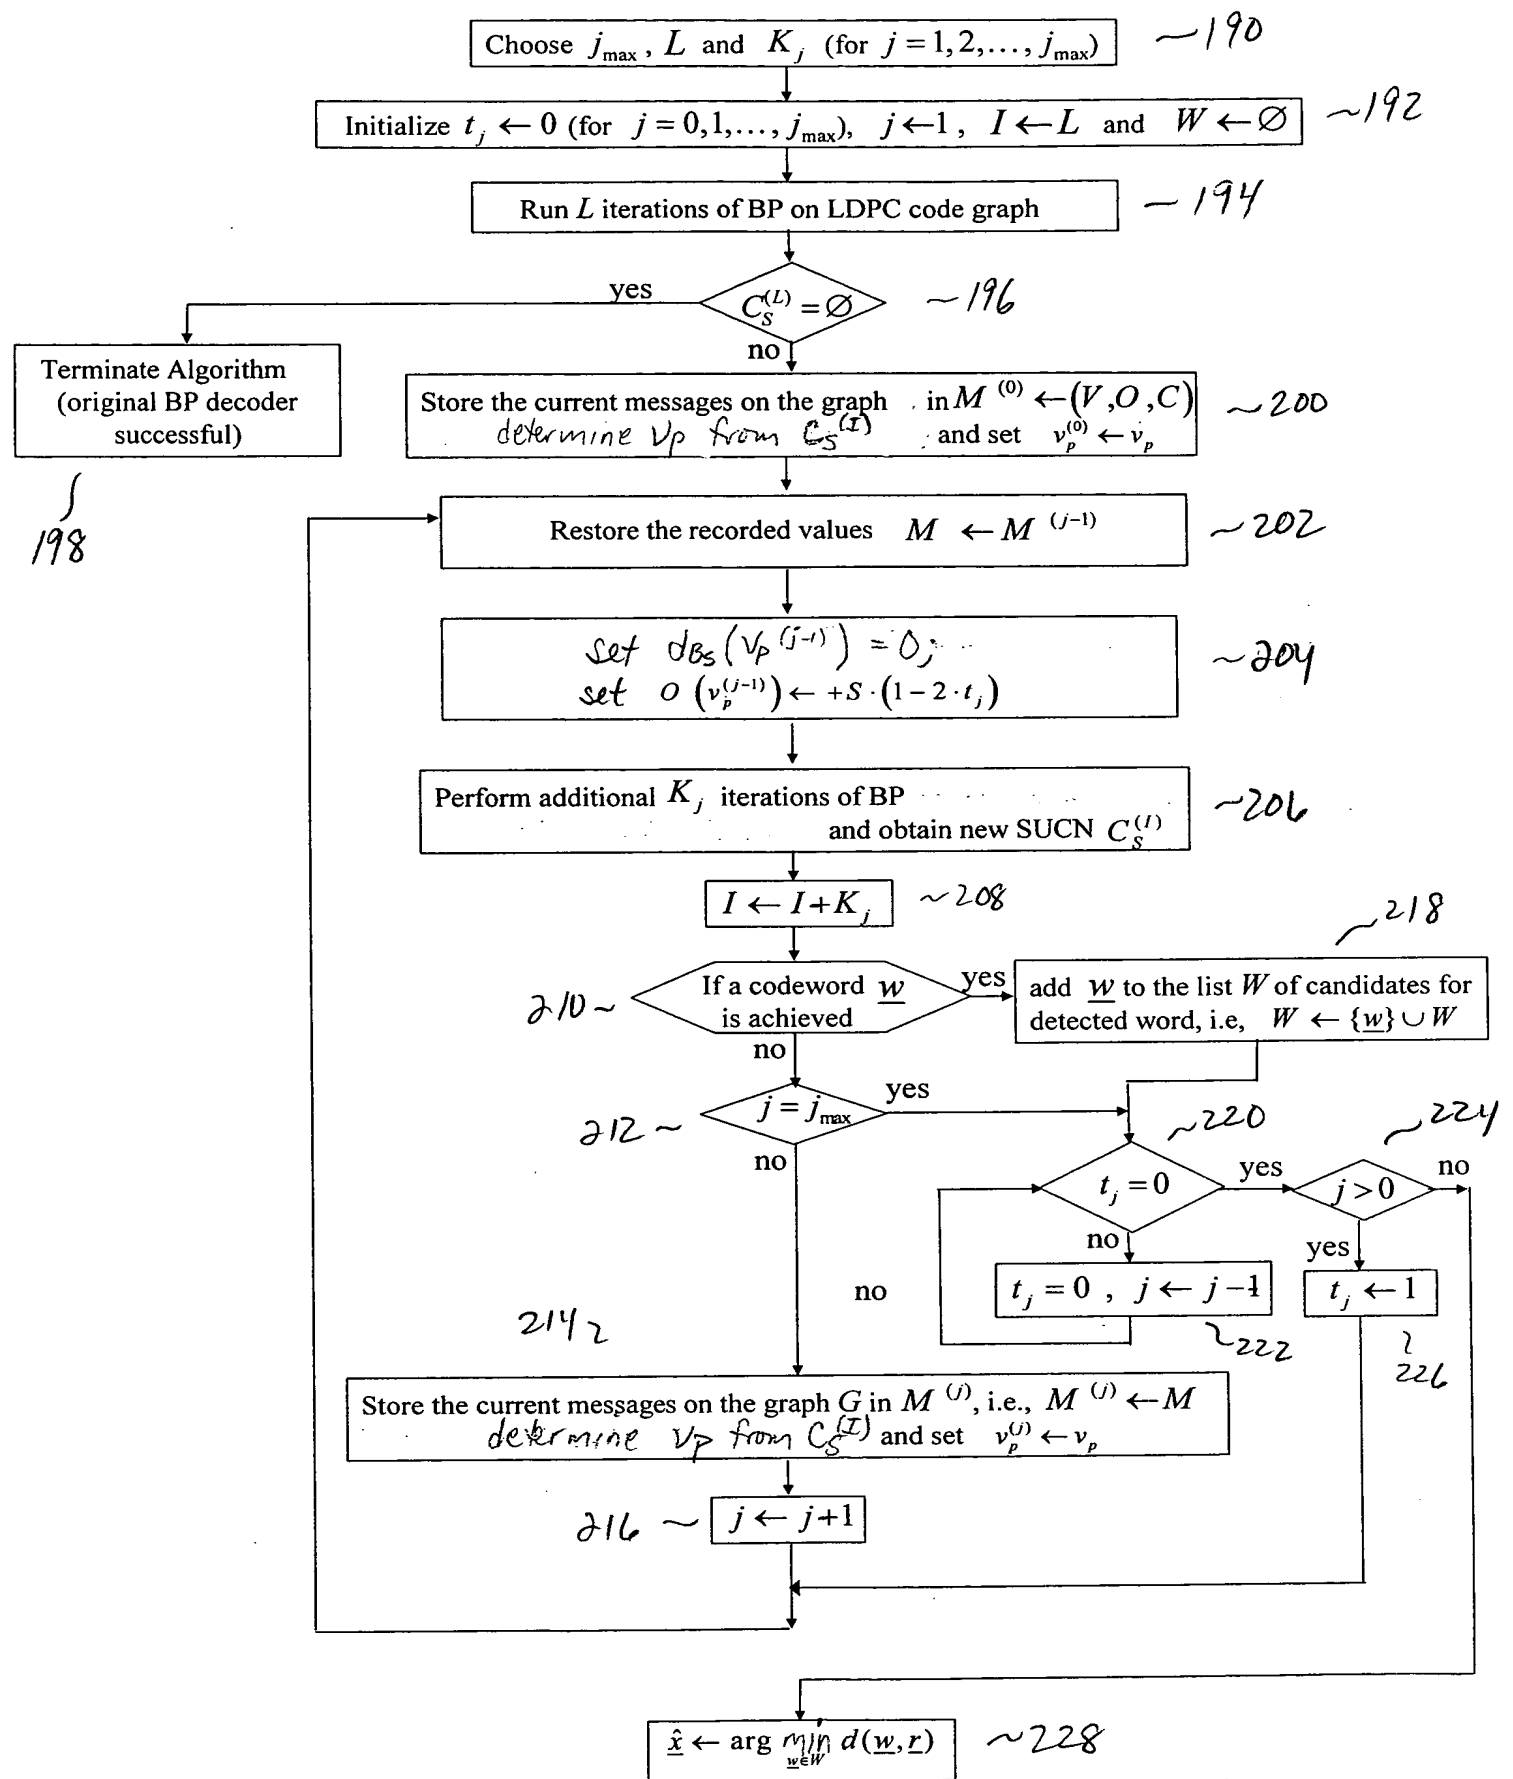 Choose j_max , L and K_j (for j = 1,2,..., j_max) ~190
Initialize t_j ← 0 (for j = 0,1,..., j_max), j ← 1 , I ← L and W ← ∅ ~192
Run L iterations of BP on LDPC code graph ~194
yes
C_S^(L) = ∅ ~196
no
Terminate Algorithm
(original BP decoder
successful)
198
Store the current messages on the graph in M^(0) ← (V,O,C) ~200
determine v_p from C_S^(I) and set v_p^(0) ← v_p
Restore the recorded values M ← M^(j-1) ~202
set d_BS(v_p^(j-1)) = 0;
~204
set O(v_p^(j-1)) ← +S·(1−2·t_j)
Perform additional K_j iterations of BP
~206
and obtain new SUCN C_S^(I)
I ← I+K_j ~208
218
210 ~ If a codeword w yes
is achieved
add w to the list W of candidates for
detected word, i.e, W ← {w} ∪ W
no
212 ~ j = j_max yes
no
~220
~224
t_j = 0 yes j > 0 no
no
yes
no
t_j = 0 , j ← j−1
t_j ← 1
222
226
214
Store the current messages on the graph G in M^(j), i.e., M^(j) ← M
determine v_p from C_S^(I) and set v_p^(j) ← v_p
216 ~ j ← j+1
x̂ ← arg min d(w,r) ~228
w∈W